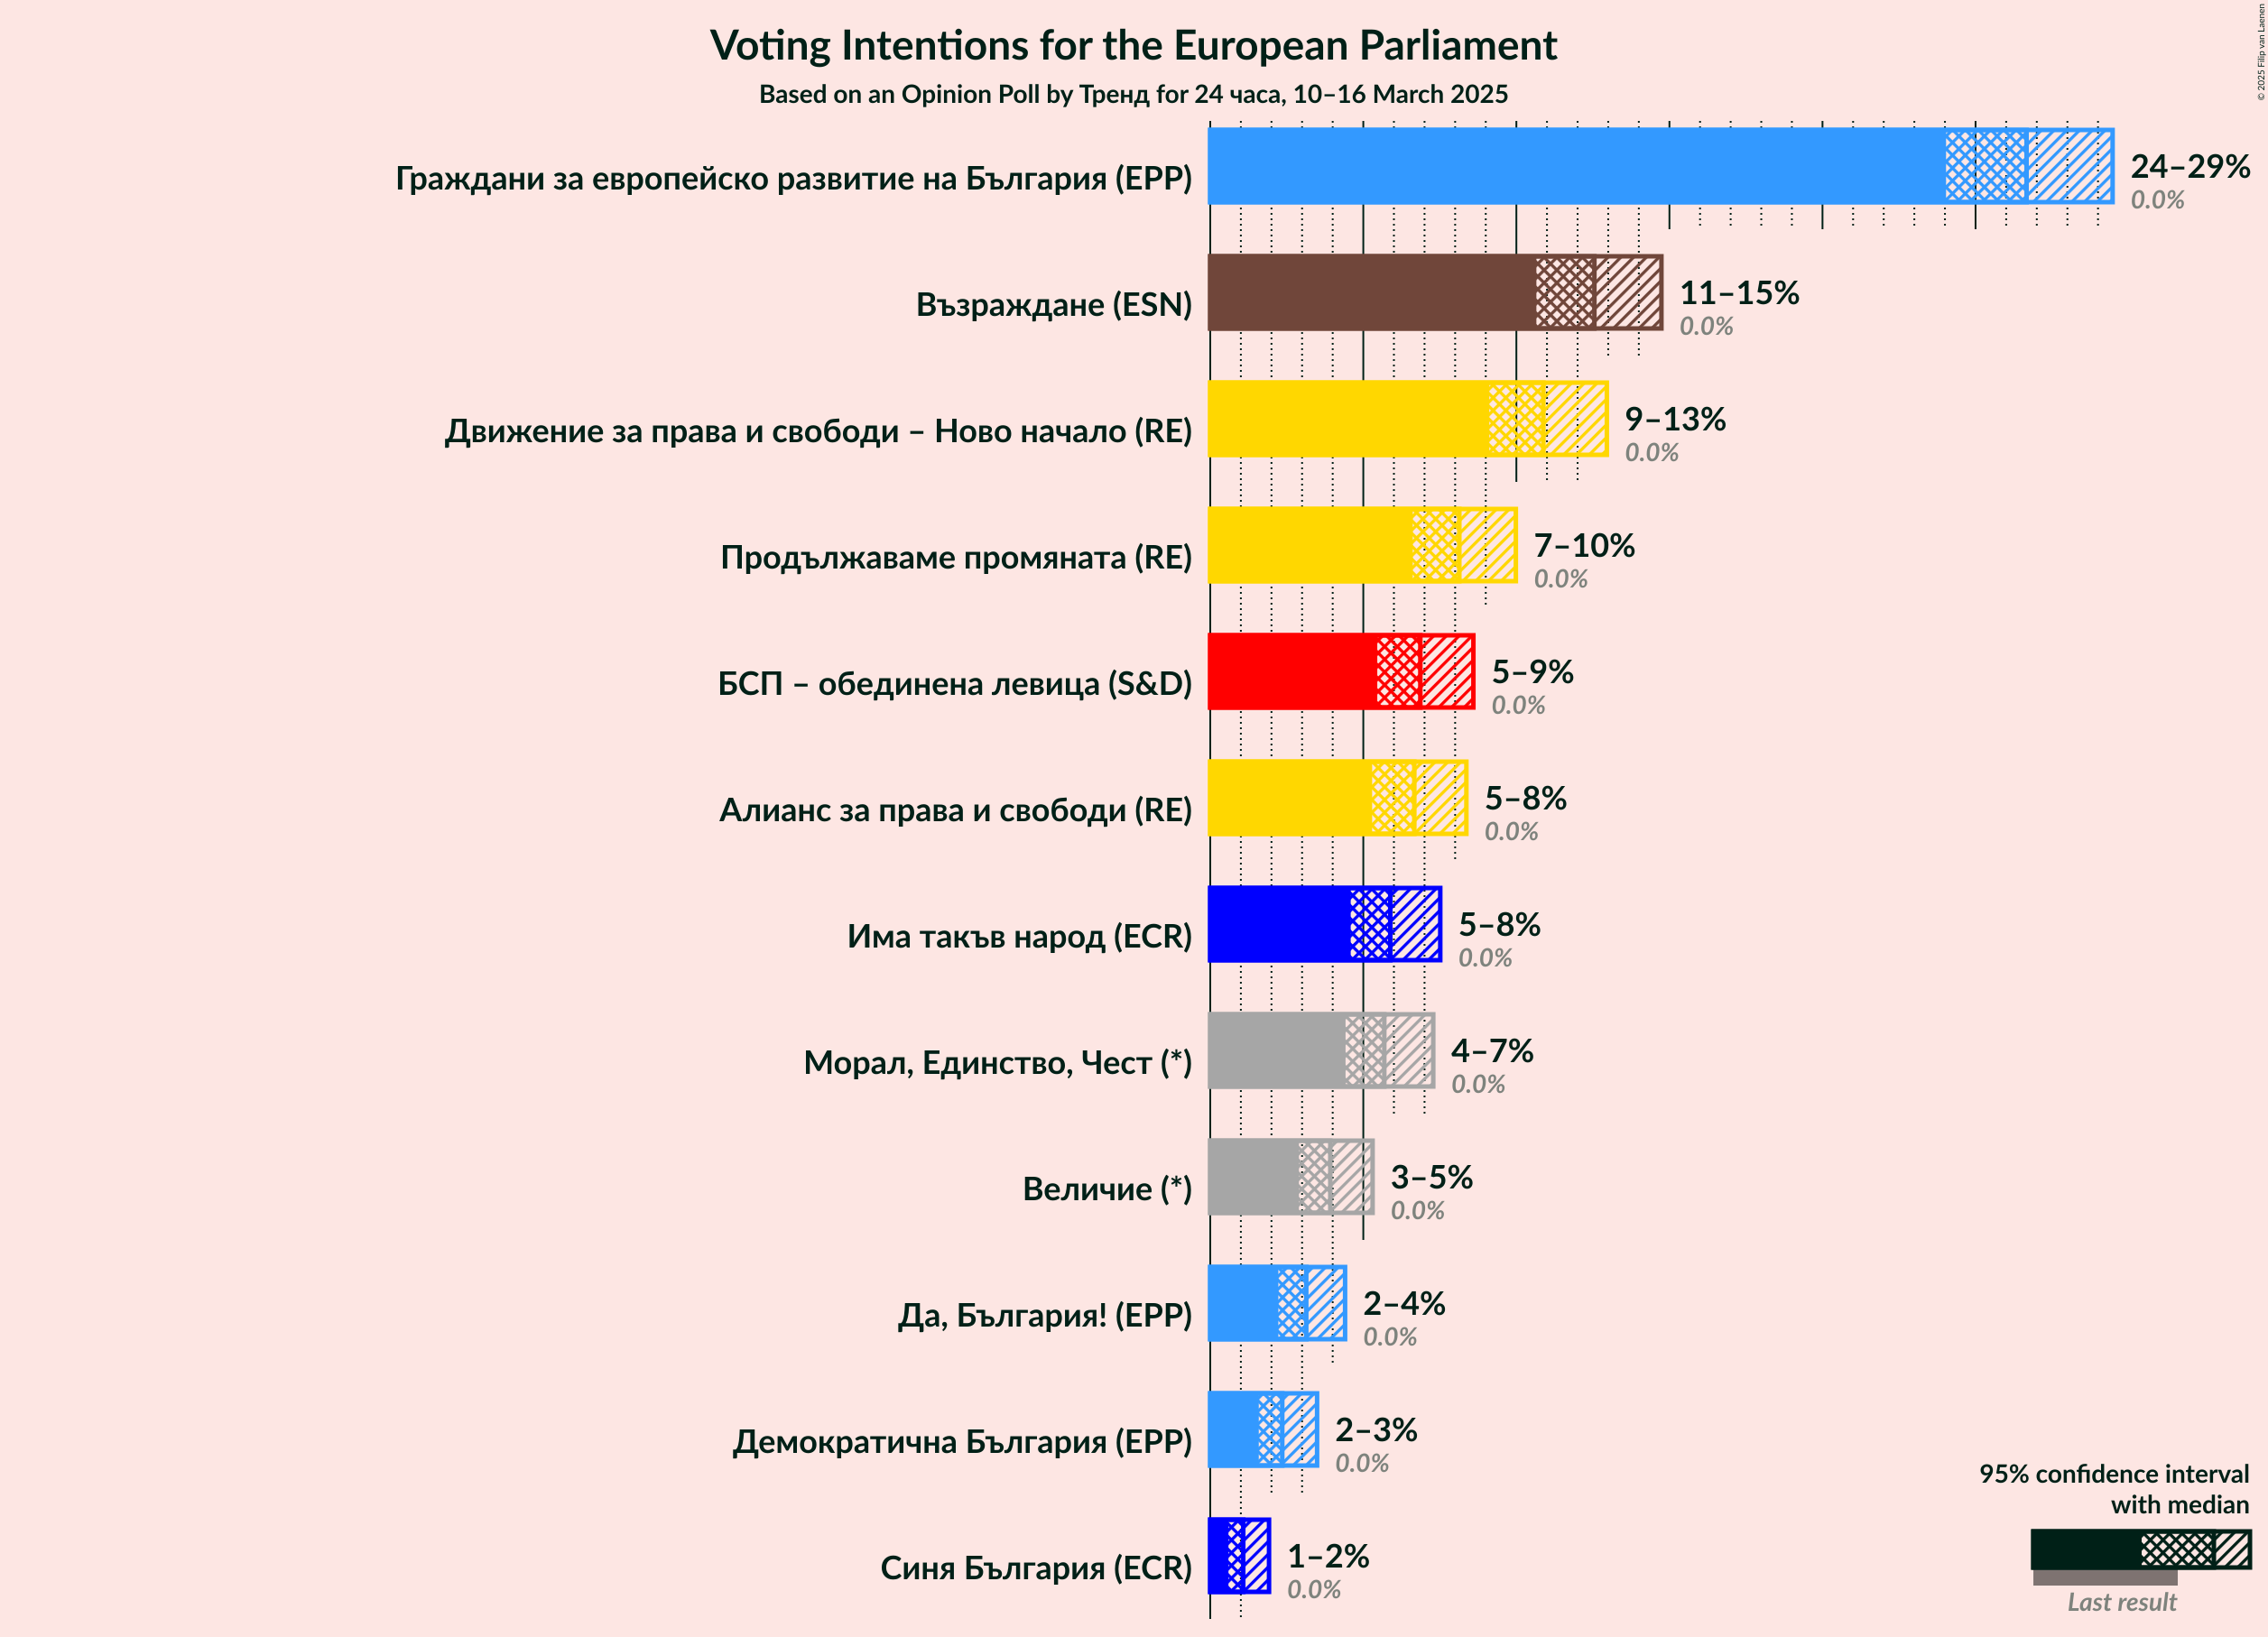 Voting Intentions for the European Parliament
Based on an Opinion Poll by Тренд for 24 часа, 10–16 March 2025
© 2025 Filip van Laenen
Граждани за европейско развитие на България (EPP)
24–29%
0.0%
Възраждане (ESN)
11–15%
0.0%
Движение за права и свободи – Ново начало (RE)
9–13%
0.0%
Продължаваме промяната (RE)
7–10%
0.0%
БСП – обединена левица (S&D)
5–9%
0.0%
Алианс за права и свободи (RE)
5–8%
0.0%
Има такъв народ (ECR)
5–8%
0.0%
Морал, Единство, Чест (*)
4–7%
0.0%
Величие (*)
3–5%
0.0%
Да, България! (EPP)
2–4%
0.0%
Демократична България (EPP)
2–3%
0.0%
Синя България (ECR)
1–2%
0.0%
95% confidence interval
with median
Last result